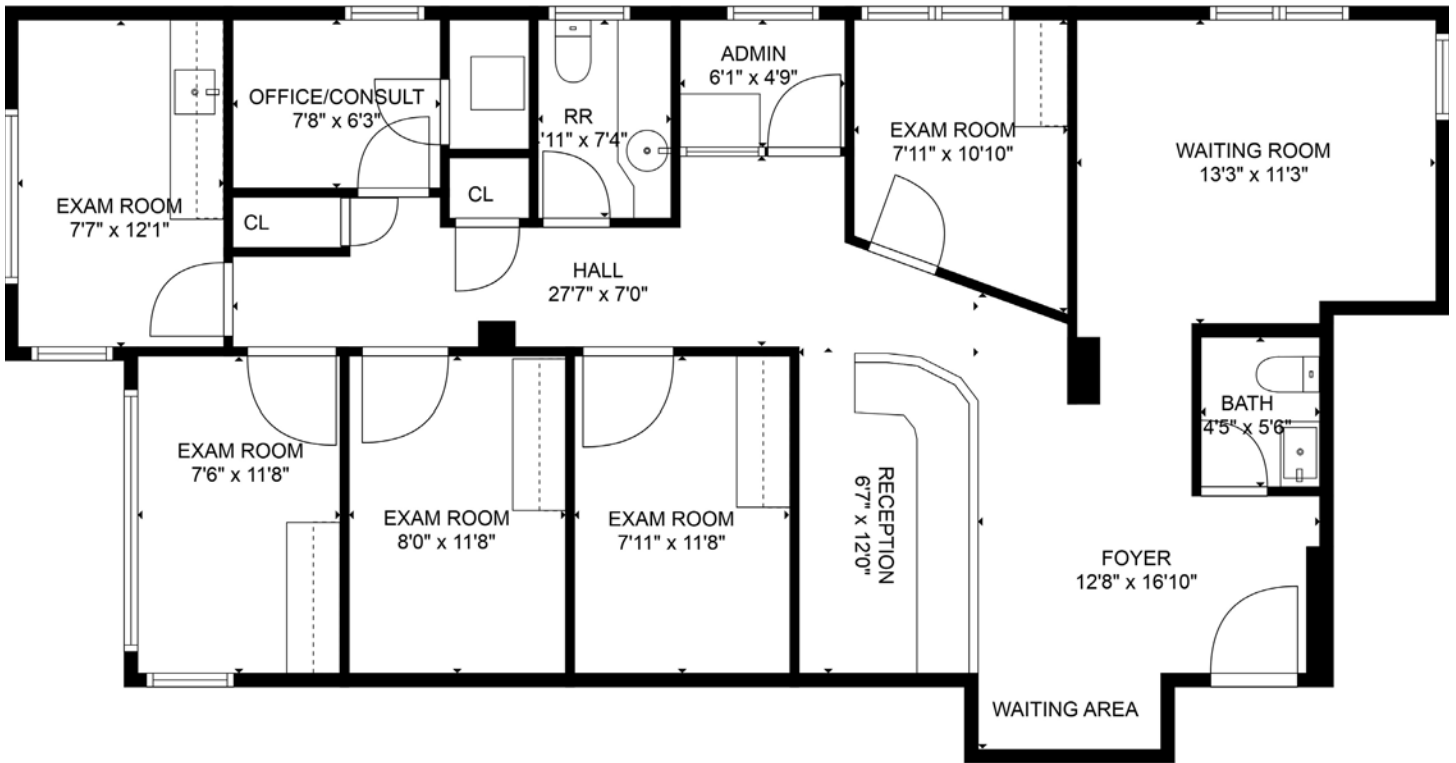 EXAM ROOM
7'7" x 12'1"
OFFICE/CONSULT
7'8" x 6'3"
CL
CL
RR
'11" x 7'4"
ADMIN
6'1" x 4'9"
EXAM ROOM
7'11" x 10'10"
WAITING ROOM
13'3" x 11'3"
HALL
27'7" x 7'0"
BATH
4'5" x 5'6"
EXAM ROOM
7'6" x 11'8"
EXAM ROOM
8'0" x 11'8"
EXAM ROOM
7'11" x 11'8"
RECEPTION
6'7" x 12'0"
FOYER
12'8" x 16'10"
WAITING AREA